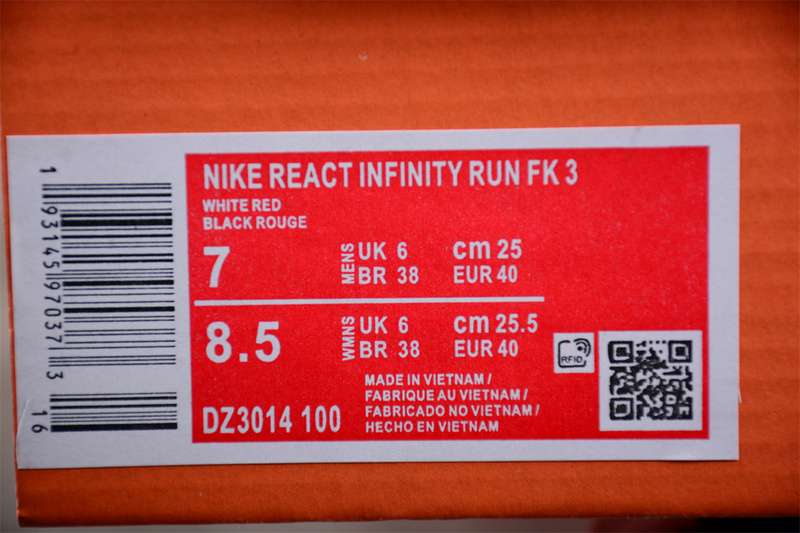 NIKE REACT INFINITY RUN FK 3
WHITE RED
BLACK ROUGE
7
MENS
UK 6 cm 25
BR 38 EUR 40
8.5
WMNS
UK 6 cm 25.5
BR 38 EUR 40
RFID
MADE IN VIETNAM /
FABRIQUE AU VIETNAM /
FABRICADO NO VIETNAM /
HECHO EN VIETNAM
DZ3014 100
1 93145 97037 3
16